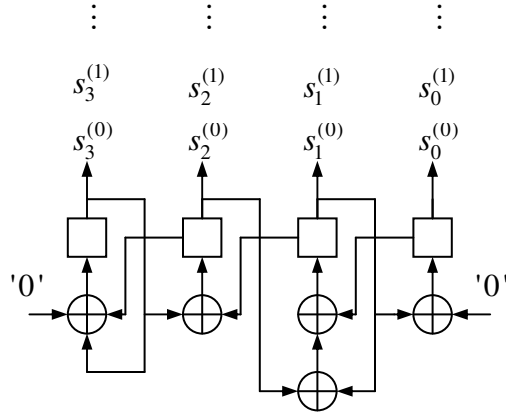 ⋮ ⋮ ⋮ ⋮
s₃⁽¹⁾ s₂⁽¹⁾ s₁⁽¹⁾ s₀⁽¹⁾
s₃⁽⁰⁾ s₂⁽⁰⁾ s₁⁽⁰⁾ s₀⁽⁰⁾
'0' '0'